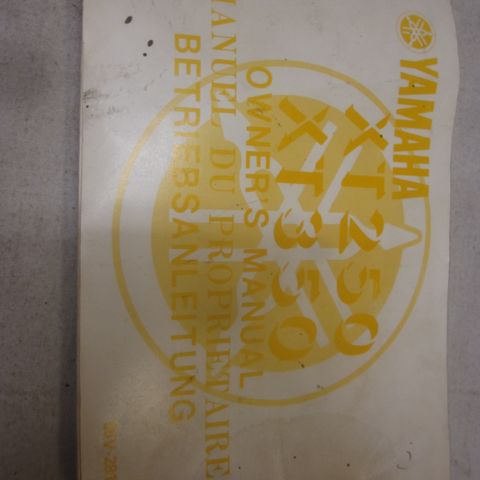 YAMAHA
XT250
XT350
OWNER'S MANUAL
MANUEL DU PROPRIETAIRE
BETRIEBSANLEITUNG